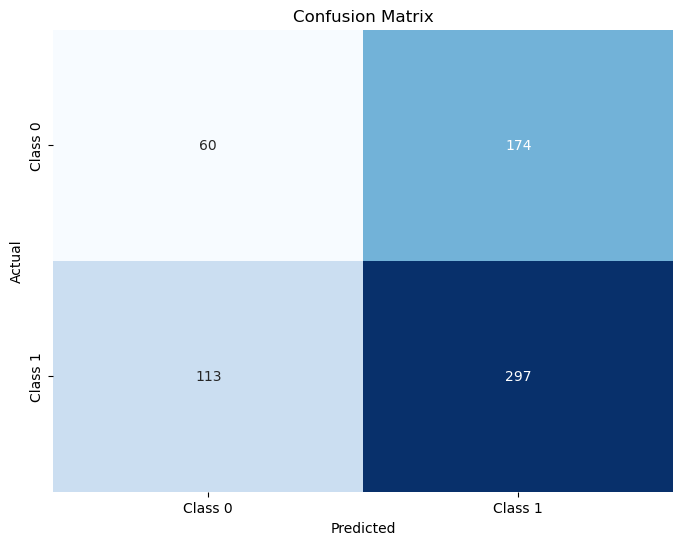 Confusion Matrix
Actual
Class 0
60
174
Class 1
113
297
Class 0
Class 1
Predicted